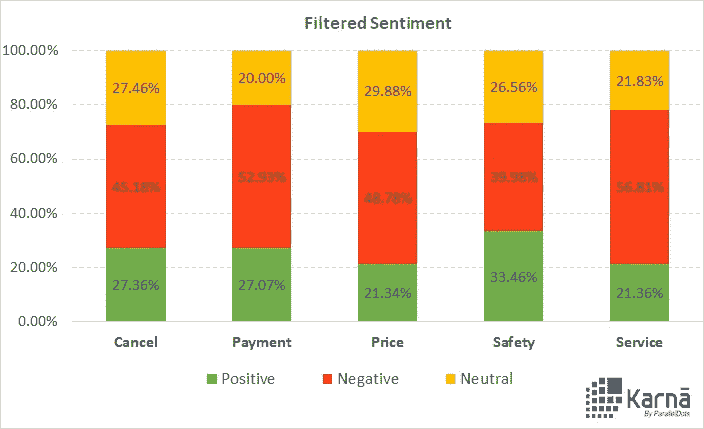 Filtered Sentiment
100.00%
80.00%
60.00%
40.00%
20.00%
0.00%
27.46% 20.00% 29.88% 26.56% 21.83%
45.18% 52.93% 48.78% 39.98% 56.81%
27.36% 27.07% 21.34% 33.46% 21.36%
Cancel Payment Price Safety Service
Positive Negative Neutral
Karnā
By ParallelDots